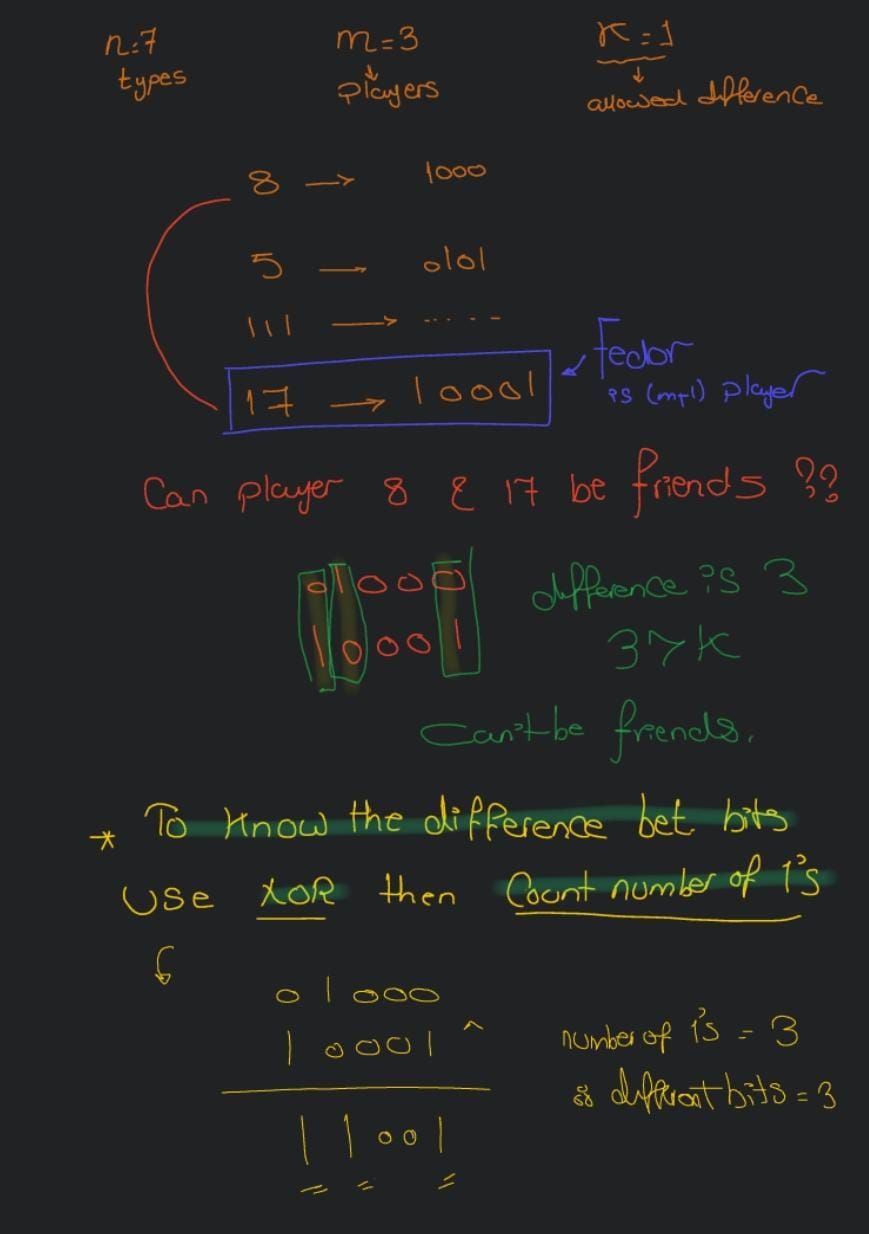 n=7 m=3 K=1
types players allowed difference
8 → 1000
5 → 0101
111 → .....
17 → 10001
Fedor
is (m+1) player
Can player 8 & 17 be friends ??
01000
10001
difference is 3
3>K
Can't be friends.
* To Know the difference bet. bits
Use XOR then Count number of 1's
01000
10001 ^
11001
number of 1's = 3
∴ different bits = 3